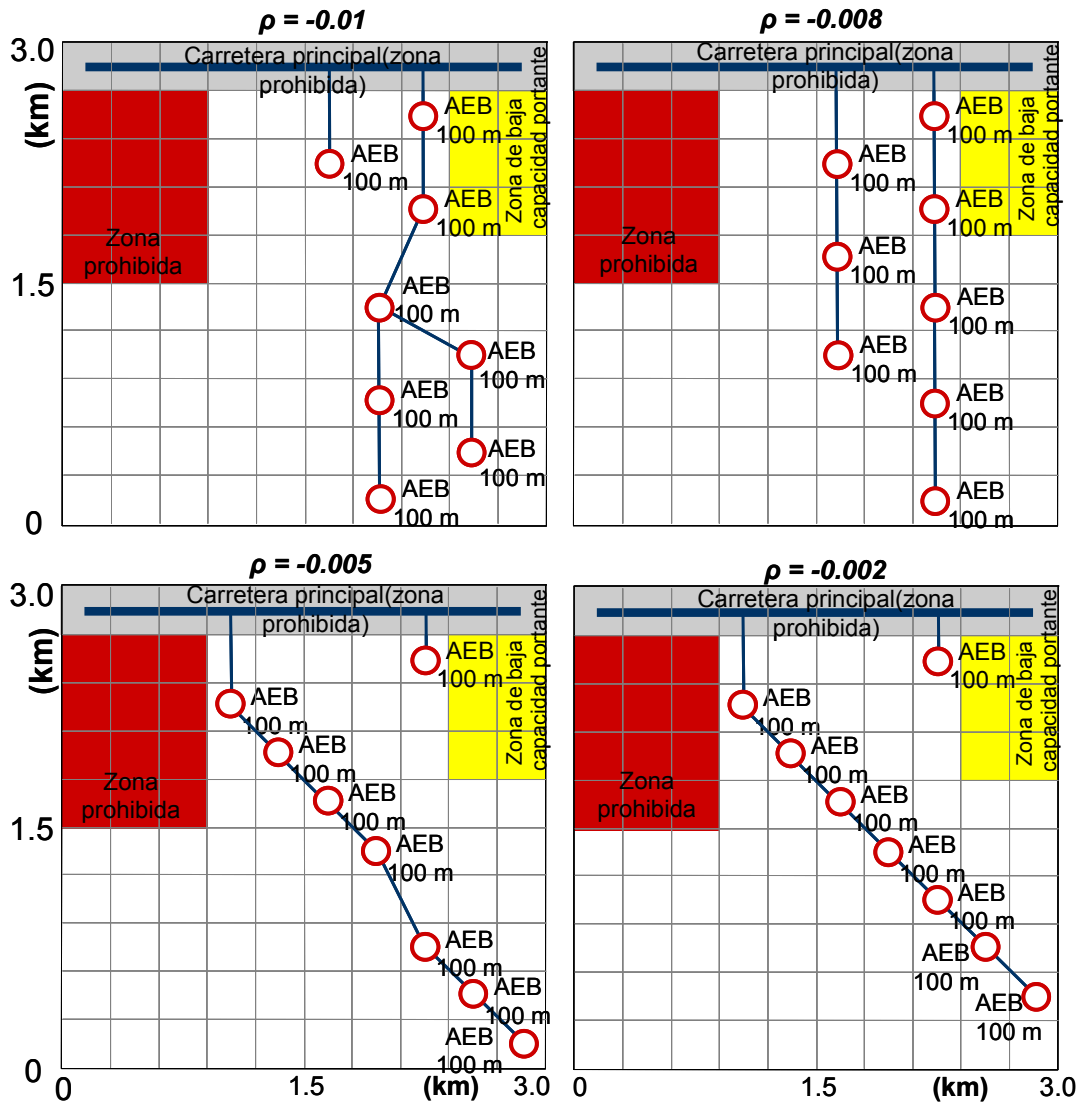 ρ = -0.01
3.0
(km)
1.5
0
Carretera principal(zona
prohibida)
Zona
prohibida
Zona de baja
capacidad portante
AEB
100 m
AEB
100 m
AEB
100 m
AEB
100 m
AEB
100 m
AEB
100 m
AEB
100 m
AEB
100 m
ρ = -0.008
Carretera principal(zona
prohibida)
Zona
prohibida
Zona de baja
capacidad portante
AEB
100 m
AEB
100 m
AEB
100 m
AEB
100 m
AEB
100 m
AEB
100 m
AEB
100 m
AEB
100 m
ρ = -0.005
3.0
(km)
1.5
0
Carretera principal(zona
prohibida)
Zona
prohibida
Zona de baja
capacidad portante
AEB
100 m
AEB
100 m
AEB
100 m
AEB
100 m
AEB
100 m
AEB
100 m
AEB
100 m
AEB
100 m
0
1.5
(km)
3.0
ρ = -0.002
Carretera principal(zona
prohibida)
Zona
prohibida
Zona de baja
capacidad portante
AEB
100 m
AEB
100 m
AEB
100 m
AEB
100 m
AEB
100 m
AEB
100 m
AEB
100 m
AEB
100 m
0
1.5
(km)
3.0